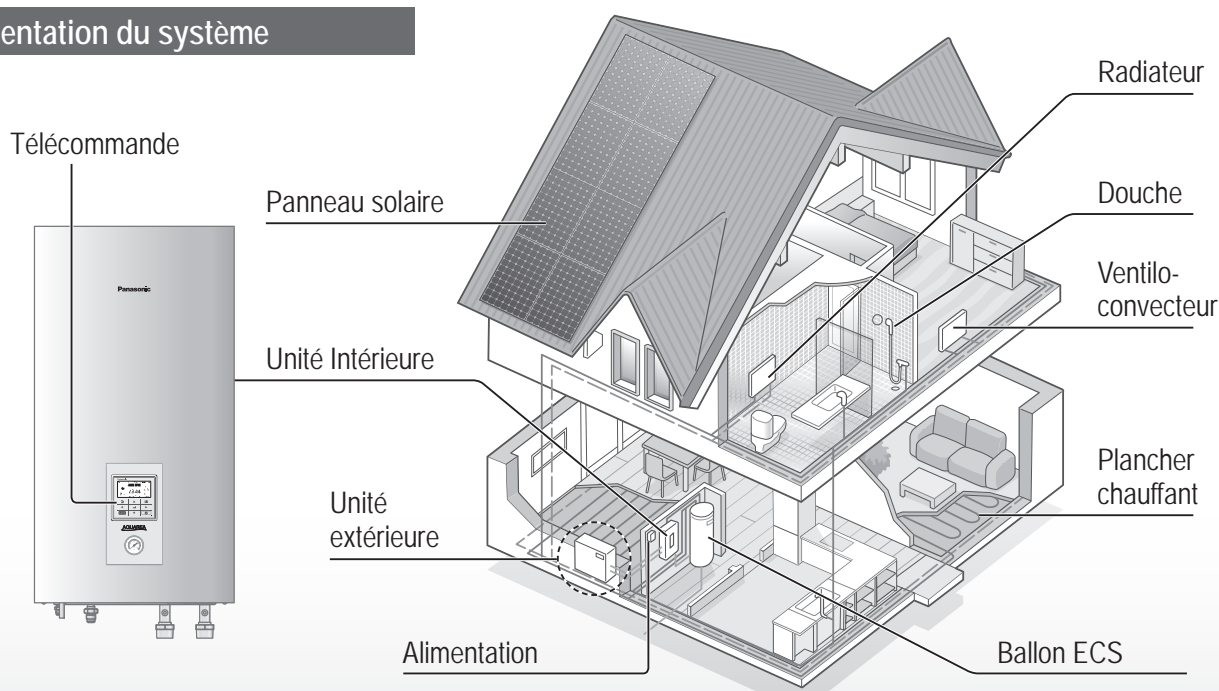 entation du système
Télécommande
Panasonic
AQUAREA
Panneau solaire
Unité Intérieure
Unité
extérieure
Alimentation
Radiateur
Douche
Ventilo-
convecteur
Plancher
chauffant
Ballon ECS